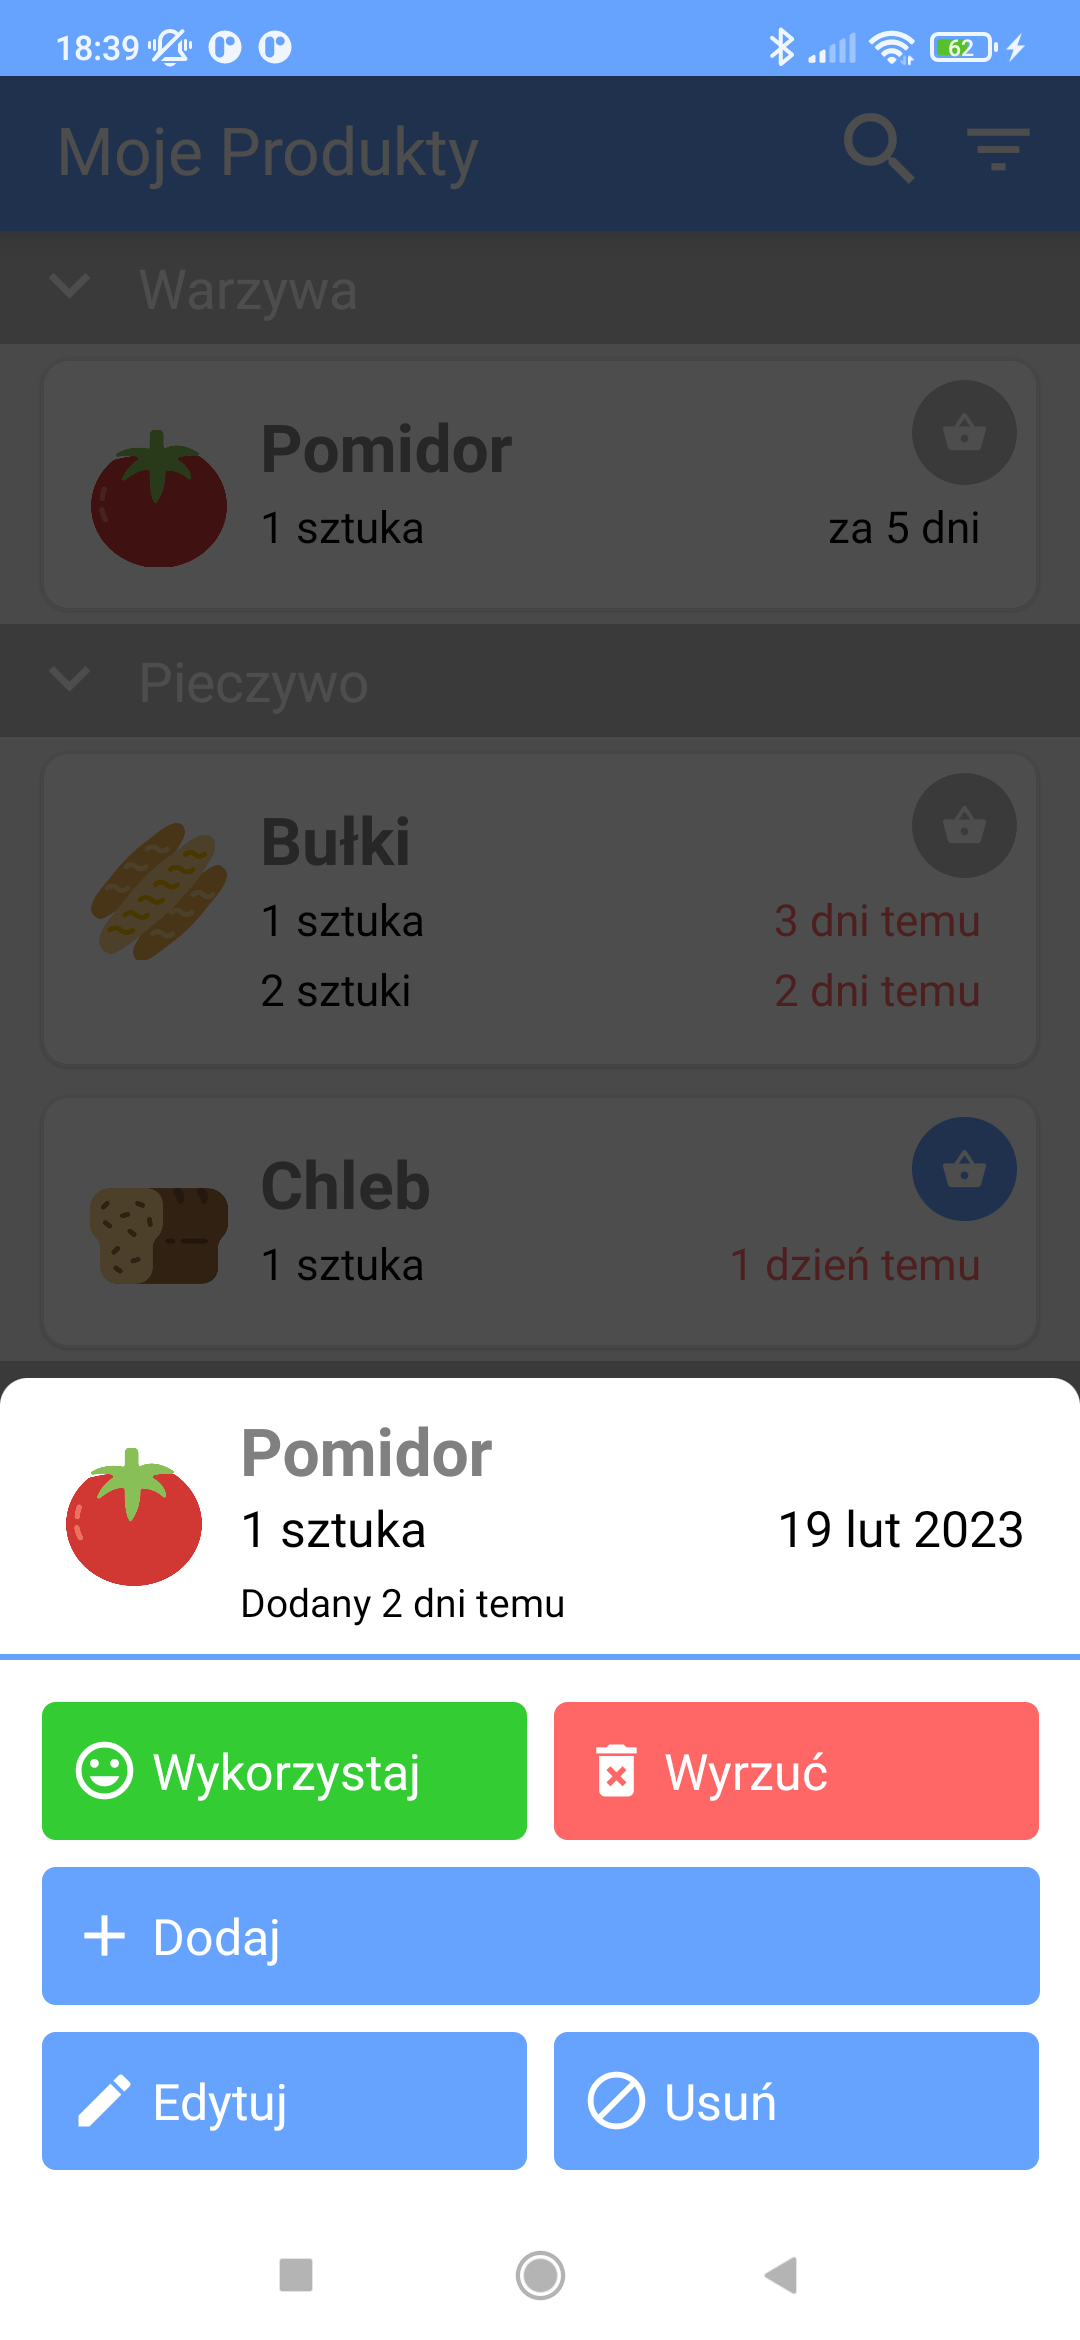 18:39
62
Moje Produkty
Warzywa
Pomidor
1 sztuka za 5 dni
Pieczywo
Bułki
1 sztuka 3 dni temu
2 sztuki 2 dni temu
Chleb
1 sztuka 1 dzień temu
Pomidor
1 sztuka 19 lut 2023
Dodany 2 dni temu
Wykorzystaj Wyrzuć
Dodaj
Edytuj Usuń